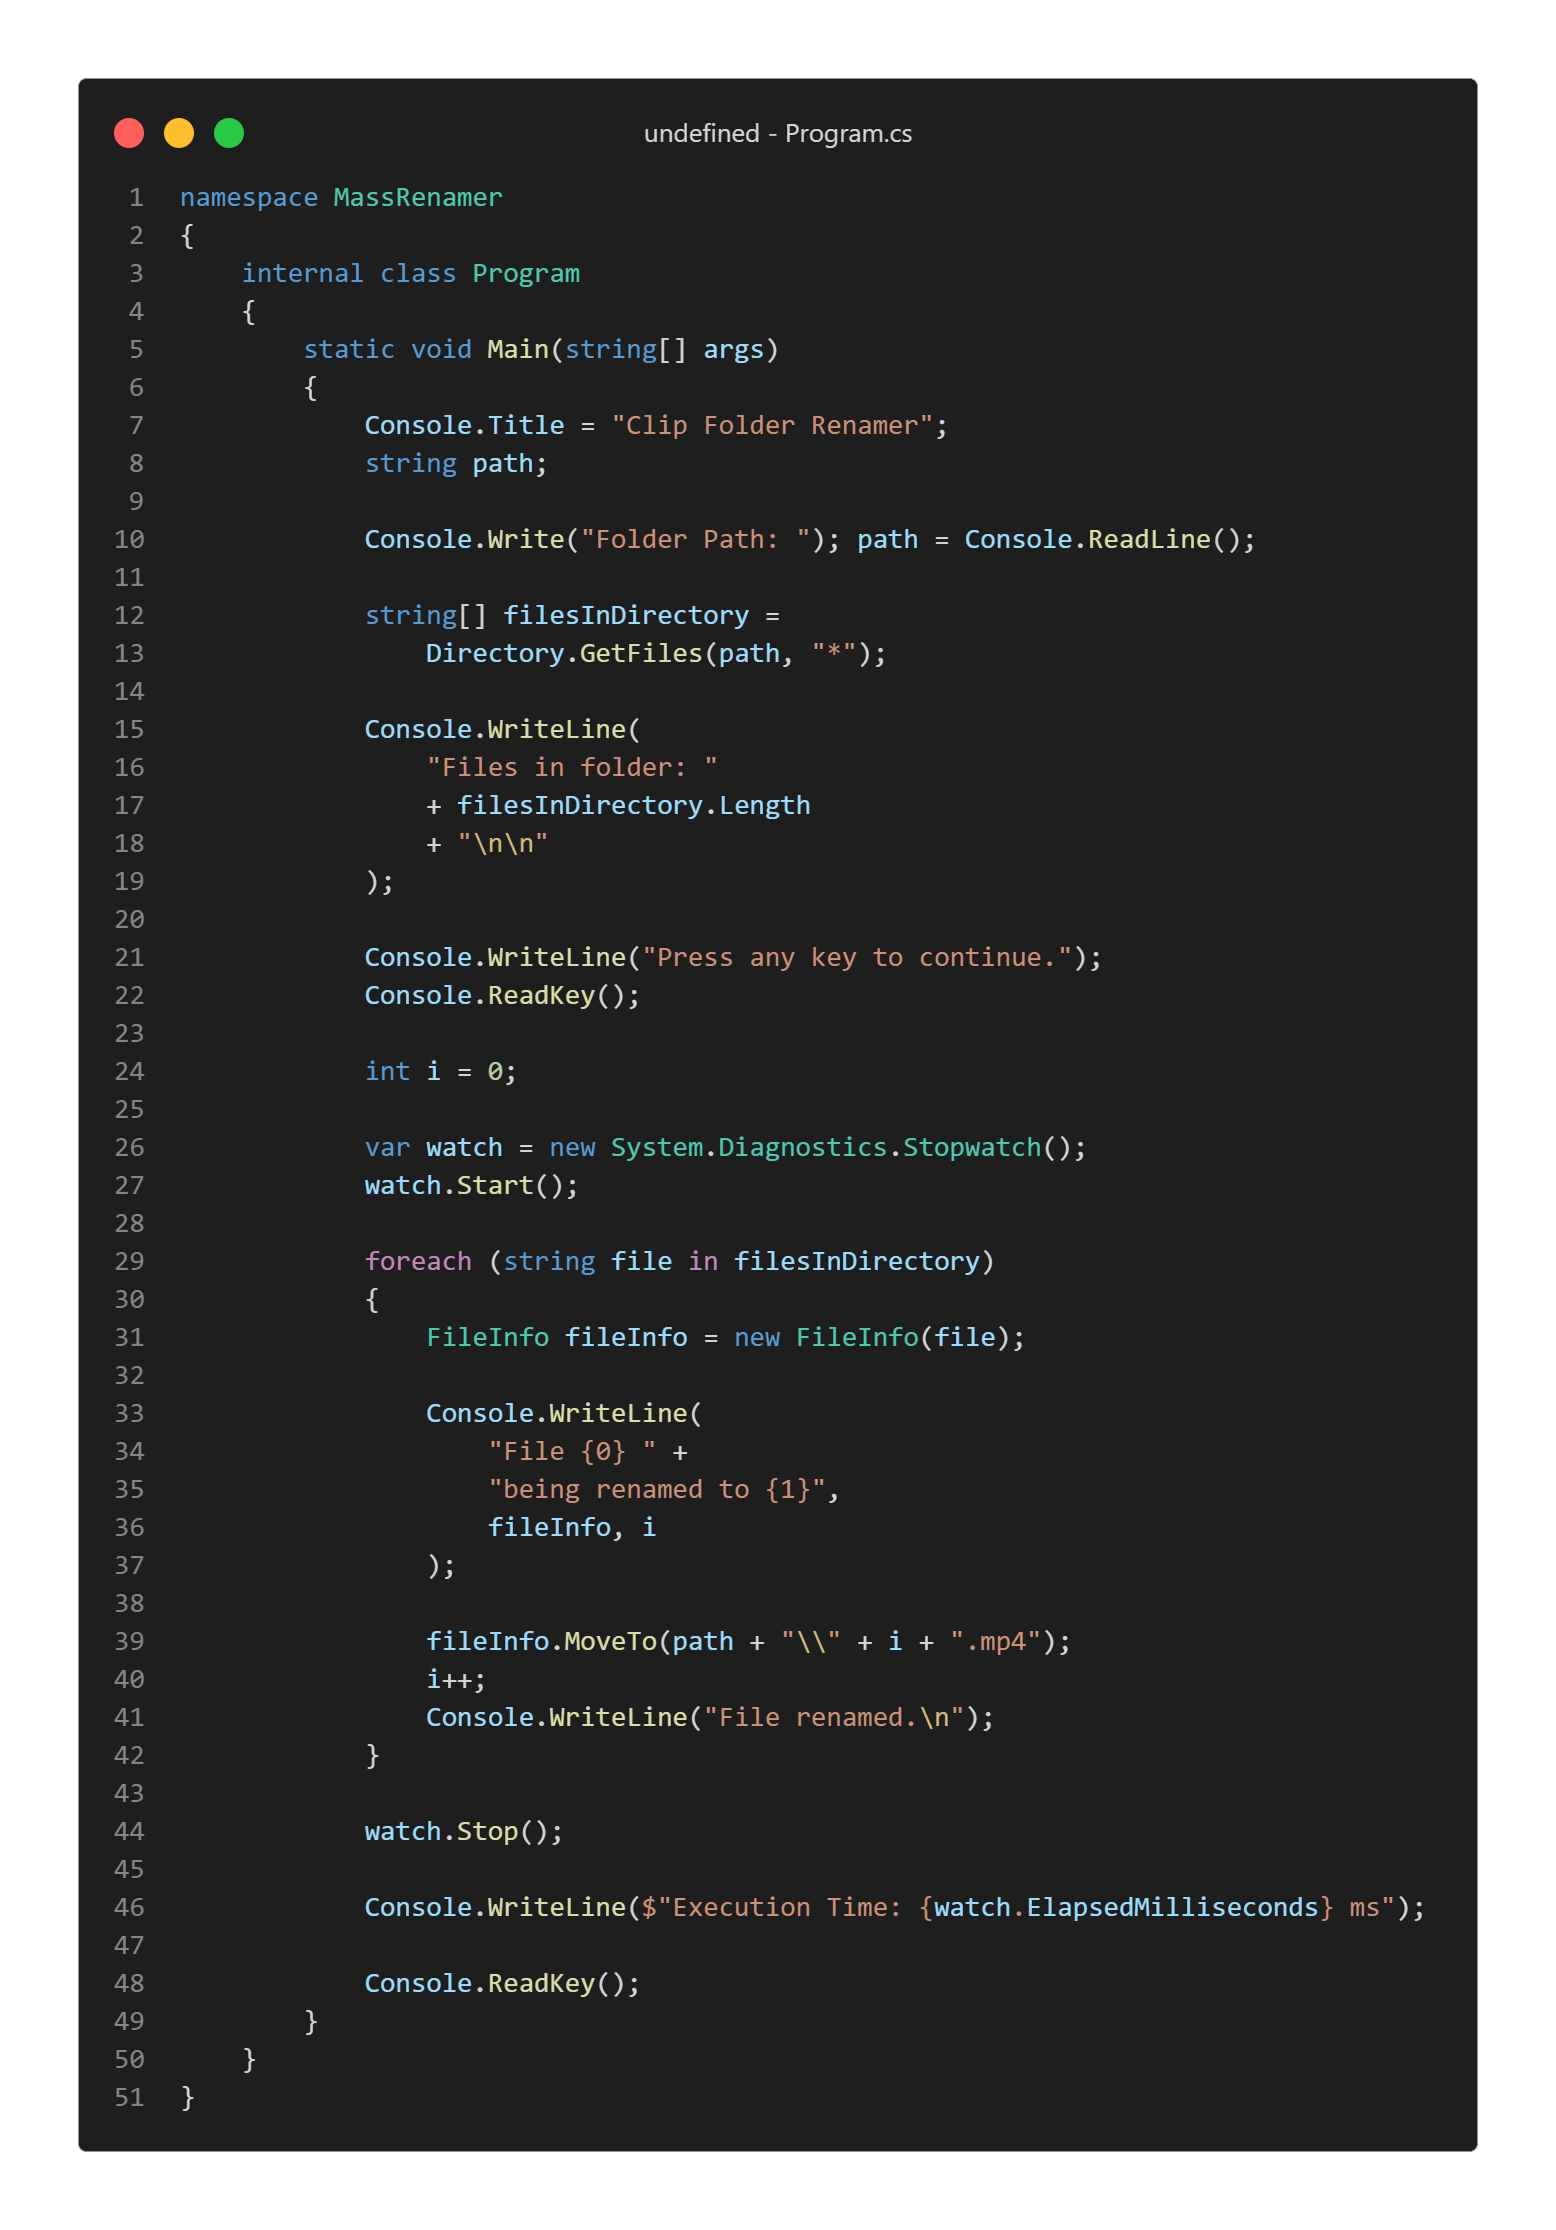 undefined - Program.cs
1 namespace MassRenamer
2 {
3     internal class Program
4     {
5         static void Main(string[] args)
6         {
7             Console.Title = "Clip Folder Renamer";
8             string path;
9
10             Console.Write("Folder Path: "); path = Console.ReadLine();
11
12             string[] filesInDirectory =
13                 Directory.GetFiles(path, "*");
14
15             Console.WriteLine(
16                 "Files in folder: "
17                 + filesInDirectory.Length
18                 + "\n\n"
19             );
20
21             Console.WriteLine("Press any key to continue.");
22             Console.ReadKey();
23
24             int i = 0;
25
26             var watch = new System.Diagnostics.Stopwatch();
27             watch.Start();
28
29             foreach (string file in filesInDirectory)
30             {
31                 FileInfo fileInfo = new FileInfo(file);
32
33                 Console.WriteLine(
34                     "File {0} " +
35                     "being renamed to {1}",
36                     fileInfo, i
37                 );
38
39                 fileInfo.MoveTo(path + "\\" + i + ".mp4");
40                 i++;
41                 Console.WriteLine("File renamed.\n");
42             }
43
44             watch.Stop();
45
46             Console.WriteLine($"Execution Time: {watch.ElapsedMilliseconds} ms");
47
48             Console.ReadKey();
49         }
50     }
51 }